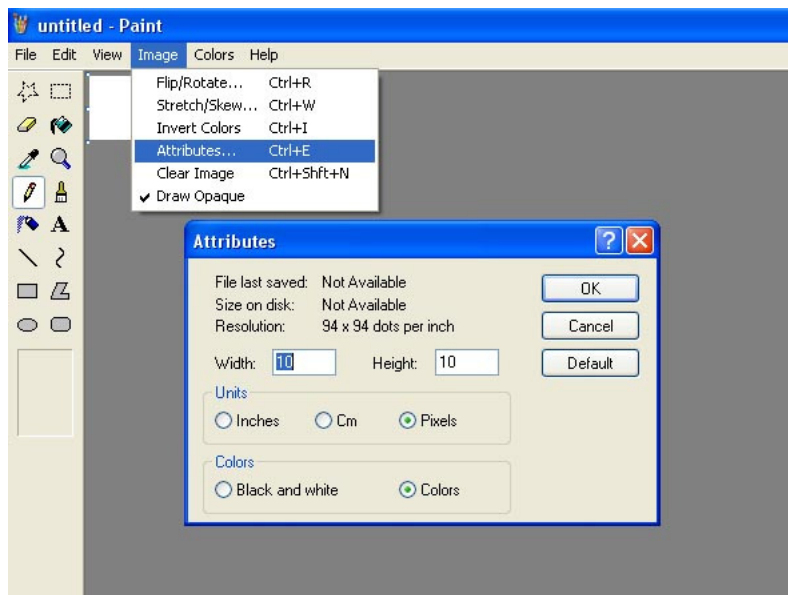 untitled - Paint
File Edit View Image Colors Help
Flip/Rotate... Ctrl+R
Stretch/Skew... Ctrl+W
Invert Colors Ctrl+I
Attributes... Ctrl+E
Clear Image Ctrl+Shft+N
Draw Opaque
A
Attributes
?
File last saved: Not Available
Size on disk: Not Available
Resolution: 94 x 94 dots per inch
Width: 10 Height: 10
Units
Inches Cm Pixels
Colors
Black and white Colors
OK
Cancel
Default